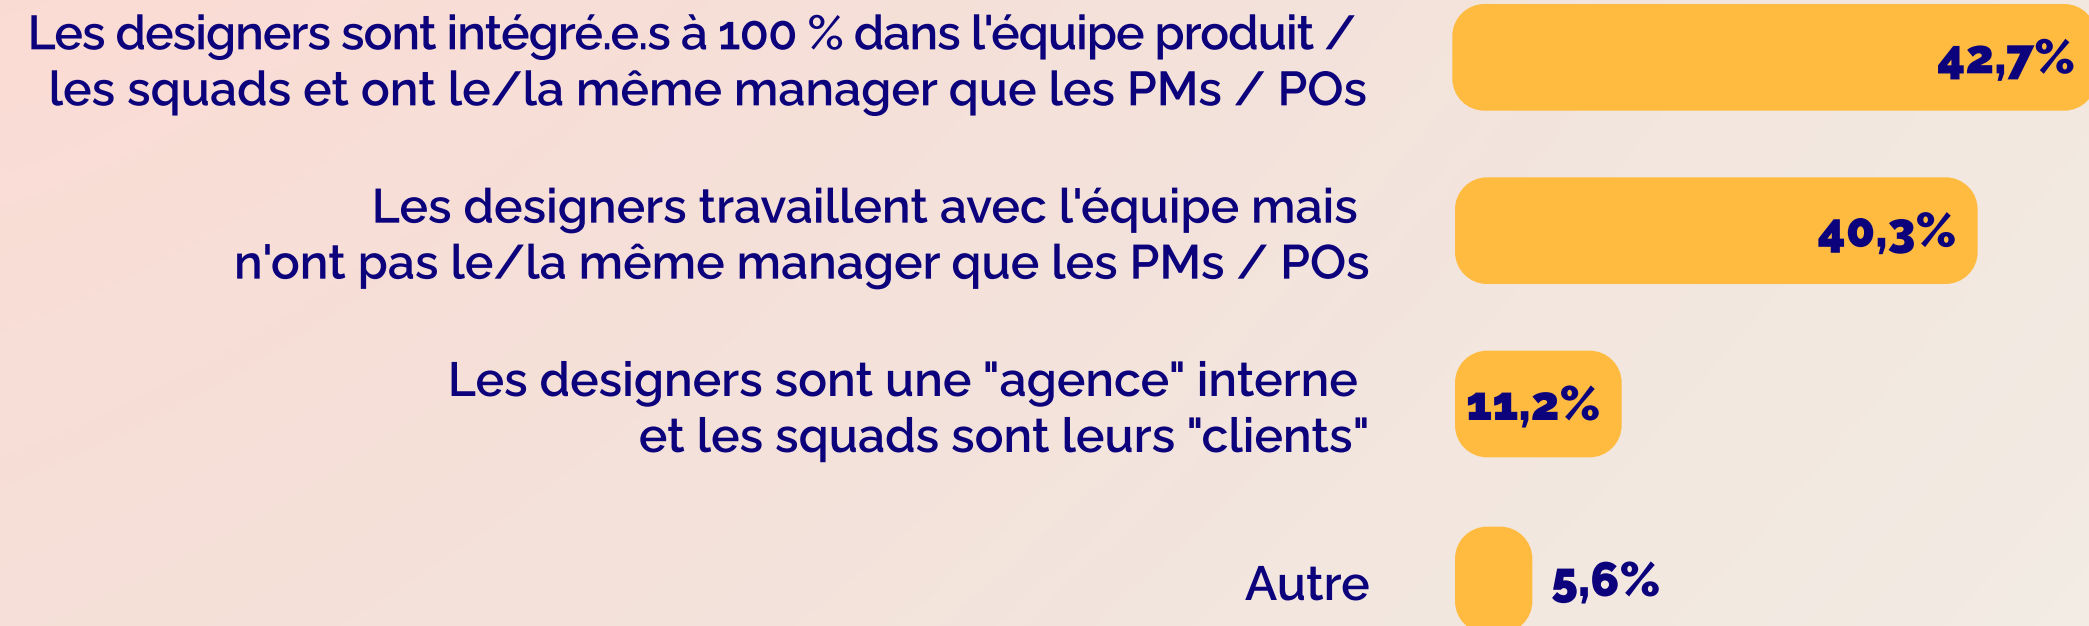 Les designers sont intégré.e.s à 100 % dans l'équipe produit /
les squads et ont le/la même manager que les PMs / POs
42,7%
Les designers travaillent avec l'équipe mais
n'ont pas le/la même manager que les PMs / POs
40,3%
Les designers sont une "agence" interne
et les squads sont leurs "clients"
11,2%
Autre
5,6%